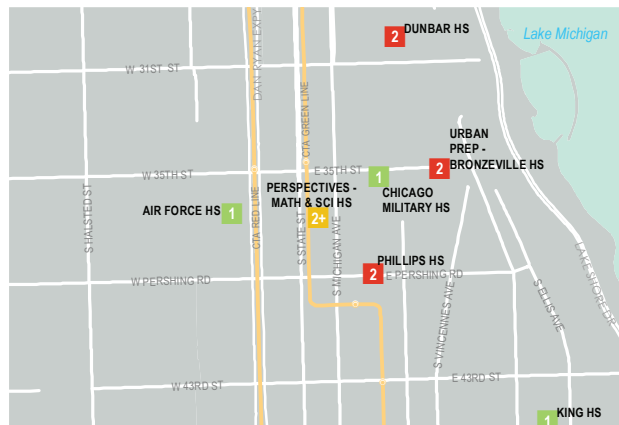 2
DUNBAR HS
Lake Michigan
DAN RYAN EXPY
W 31ST ST
CTA GREEN LINE
URBAN
PREP -
BRONZEVILLE HS
2
E 35TH ST
1
W 35TH ST
CHICAGO
MILITARY HS
PERSPECTIVES -
MATH & SCI HS
2+
AIR FORCE HS
1
S HALSTED ST
CTA RED LINE
S STATE ST
S MICHIGAN AVE
PHILLIPS HS
2
E PERSHING RD
W PERSHING RD
S VINCENNES AVE
S ELLIS AVE
LAKE SHORE DR
E 43RD ST
W 43RD ST
1
KING HS